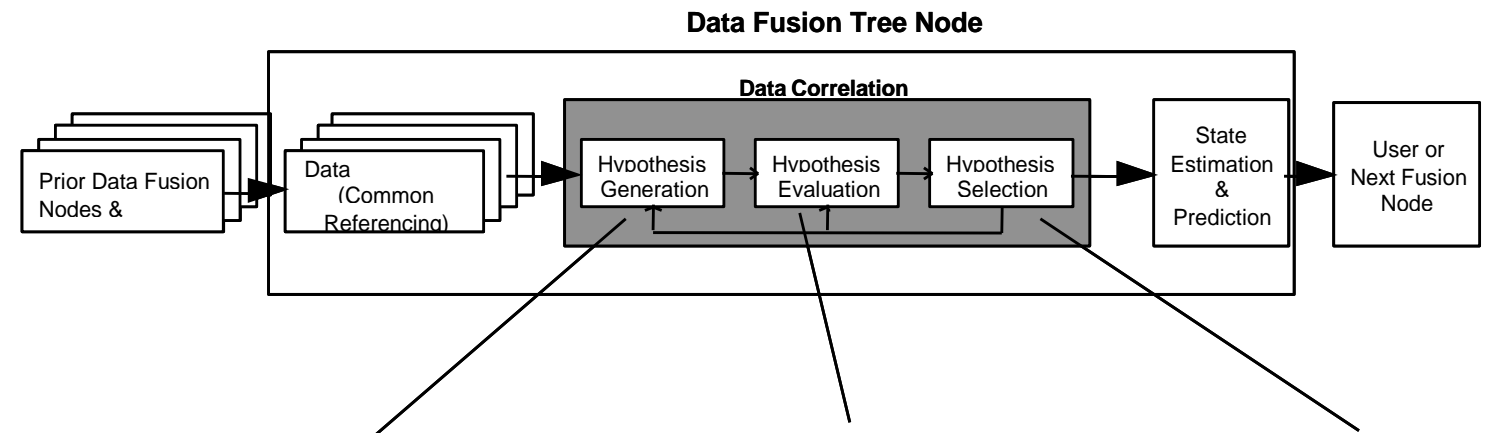 Data Fusion Tree Node
Data Correlation
Prior Data Fusion
Nodes &
Data
(Common
Referencing)
Hypothesis
Generation
Hypothesis
Evaluation
Hypothesis
Selection
State
Estimation
&
Prediction
User or
Next Fusion
Node